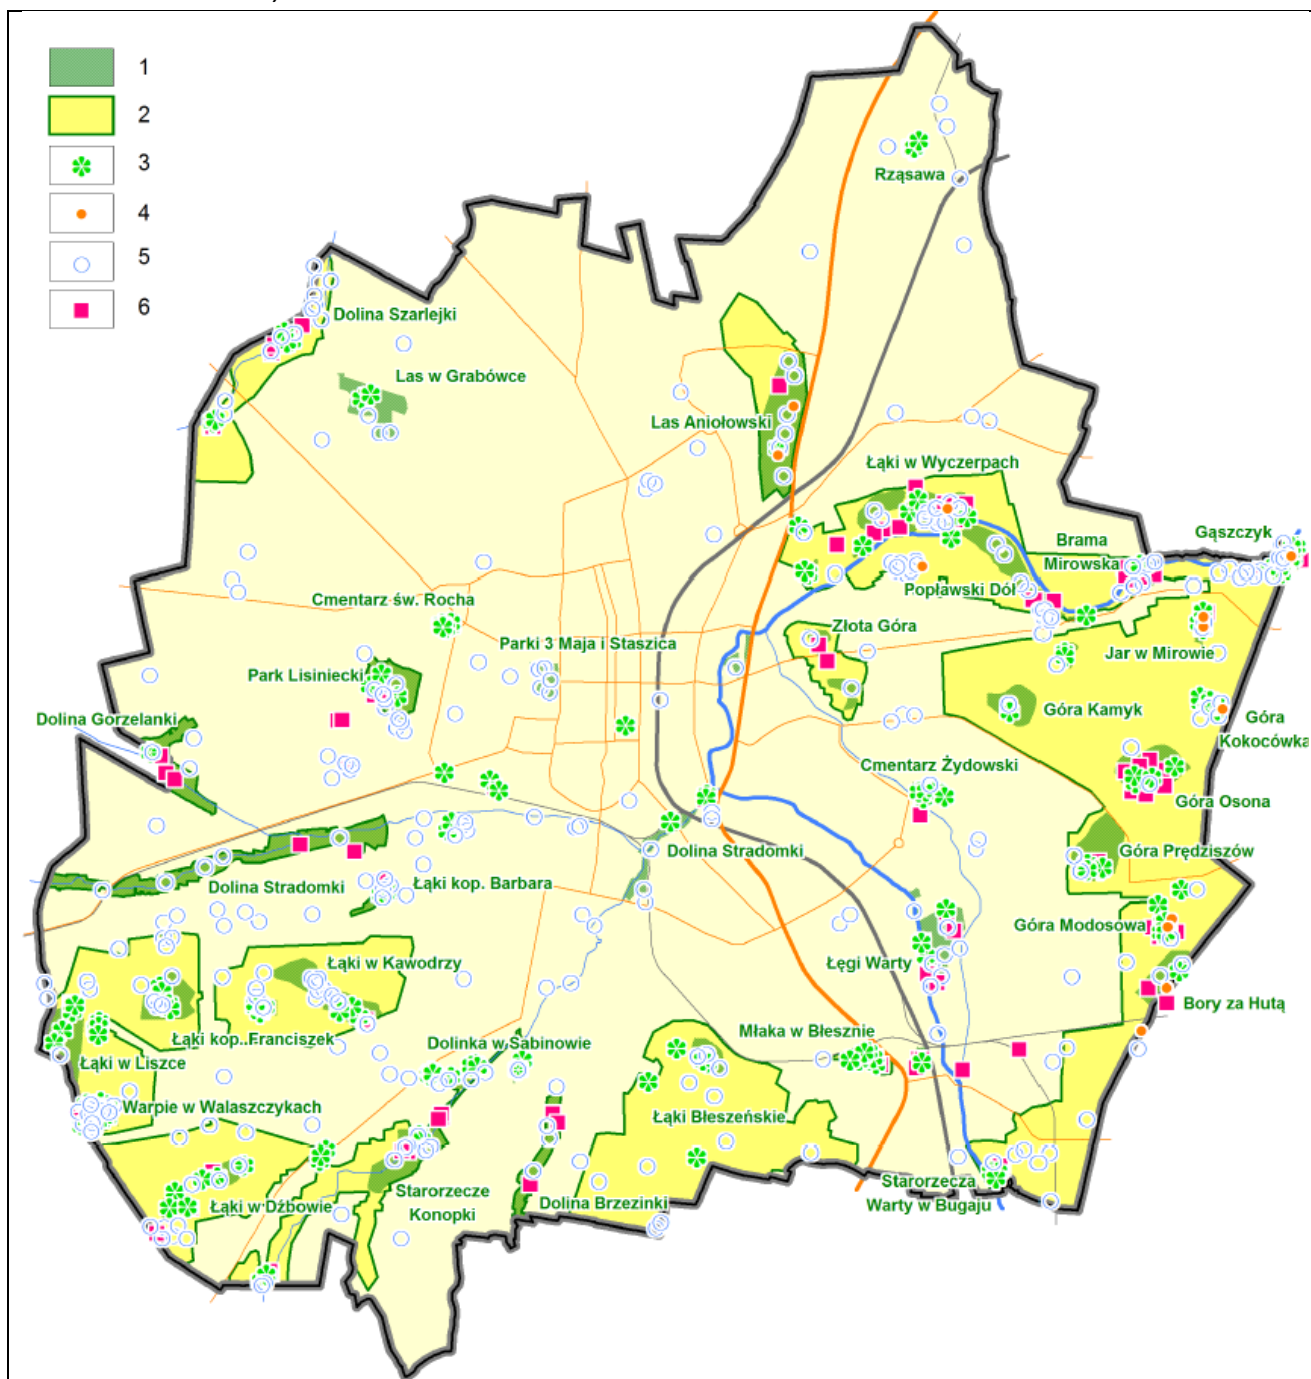 1
2
3
4
5
6
Rząsawa
Dolina Szarlejki
Las w Grabówce
Las Aniołowski
Łąki w Wyczerpach
Gąszczyk
Brama
Mirowska
Popławski Dół
Cmentarz św. Rocha
Złota Góra
Parki 3 Maja i Staszica
Jar w Mirowie
Park Lisiniecki
Góra Kamyk
Góra
Kokocówka
Dolina Gorzelanki
Cmentarz Żydowski
Góra Osona
Dolina Stradomki
Góra Prędziszów
Dolina Stradomki
Łąki kop. Barbara
Góra Modosowa
Łąki w Kawodrzy
Łęgi Warty
Bory za Hutą
Łąki kop. Franciszek
Młaka w Błesznie
Dolinka w Sabinowie
Łąki w Liszce
Warpie w Walaszczykach
Łąki Błeszeńskie
Starorzecze
Konopki
Starorzecza
Warty w Bugaju
Łąki w Dźbowie
Dolina Brzezinki